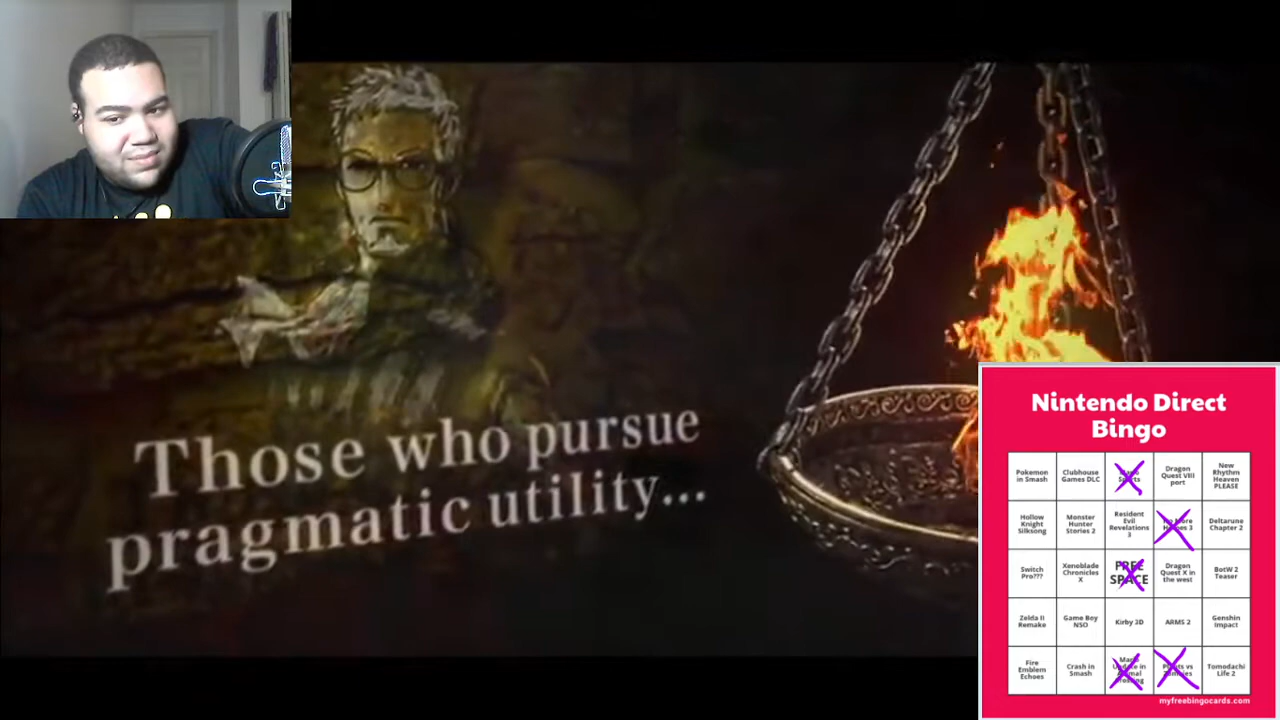 Those who pursue
pragmatic utility...
Nintendo Direct
Bingo
Pokemon
in Smash
Clubhouse
Games DLC
Dragon
Quest VIII
port
New
Rhythm
Heaven
PLEASE
Hollow
Knight
Silksong
Monster
Hunter
Stories 2
Resident
Evil
Revelations
3
Deltarune
Chapter 2
Switch
Pro???
Xenoblade
Chronicles
X
FREE
SPACE
Dragon
Quest X in
the west
BotW 2
Teaser
Zelda II
Remake
Game Boy
NSO
Kirby 3D
ARMS 2
Genshin
Impact
Fire
Emblem
Echoes
Crash in
Smash
Tomodachi
Life 2
myfreebingocards.com